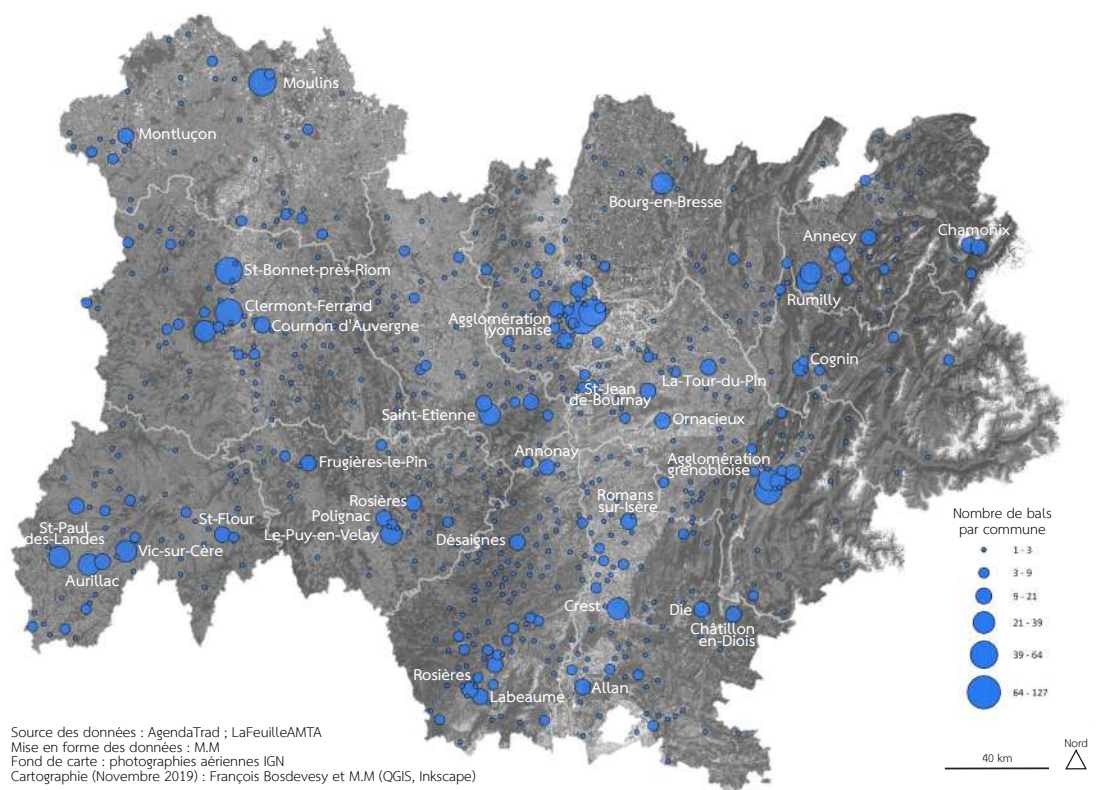 Moulins
Montluçon
Bourg-en-Bresse
Annecy
Chamonix
St-Bonnet-près-Riom
Rumilly
Clermont-Ferrand
Cournon d'Auvergne
Agglomération
lyonnaise
Cognin
La-Tour-du-Pin
St-Jean
de-Bournay
Saint-Etienne
Ornacieux
Annonay
Agglomération
grenobloise
Frugières-le-Pin
Rosières
Polignac
Le-Puy-en-Velay
Romans
sur-Isère
St-Flour
St-Paul
des-Landes
Vic-sur-Cère
Aurillac
Désaignes
Crest
Die
Châtillon
en-Diois
Rosières
Labeaume
Allan
Nombre de bals
par commune
1 - 3
3 - 9
9 - 21
21 - 39
39 - 64
64 - 127
Source des données : AgendaTrad ; LaFeuilleAMTA
Mise en forme des données : M.M
Fond de carte : photographies aériennes IGN
Cartographie (Novembre 2019) : François Bosdevesy et M.M (QGIS, Inkscape)
40 km
Nord